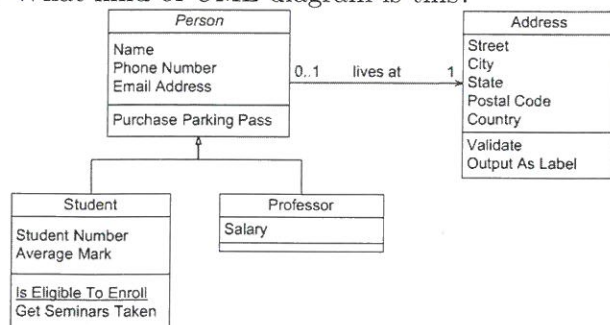 What kind of UML diagram is this?
Person
Name
Phone Number
Email Address
Purchase Parking Pass
0..1 lives at 1
Address
Street
City
State
Postal Code
Country
Validate
Output As Label
Student
Student Number
Average Mark
Is Eligible To Enroll
Get Seminars Taken
Professor
Salary